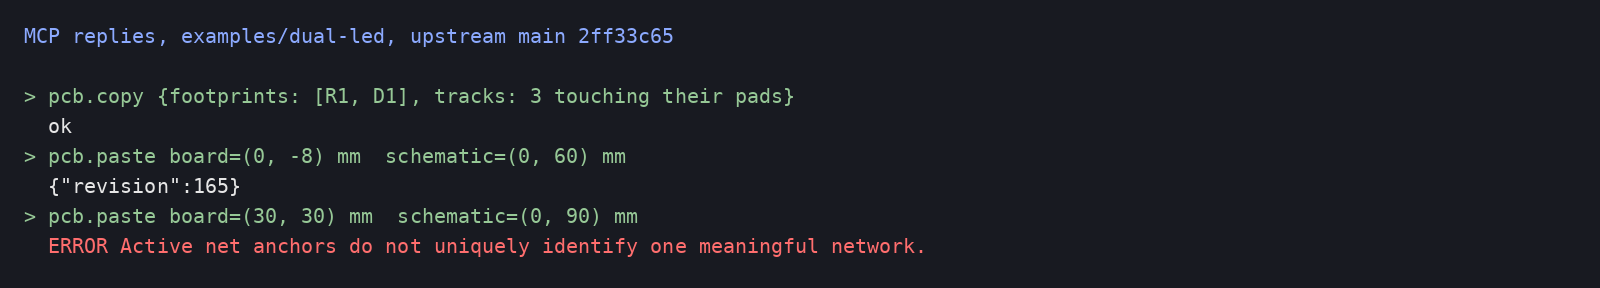 MCP replies, examples/dual-led, upstream main 2ff33c65
> pcb.copy {footprints: [R1, D1], tracks: 3 touching their pads}
ok
> pcb.paste board=(0, -8) mm  schematic=(0, 60) mm
{"revision":165}
> pcb.paste board=(30, 30) mm  schematic=(0, 90) mm
ERROR Active net anchors do not uniquely identify one meaningful network.